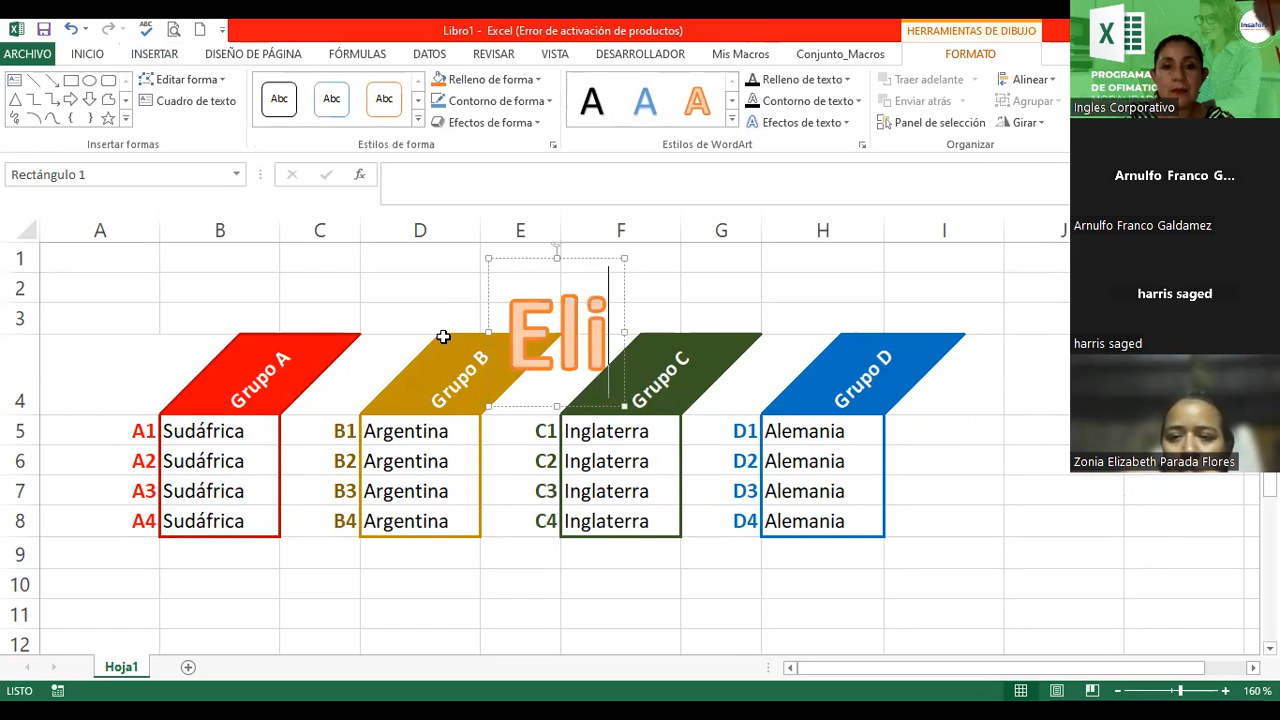 Libro1 - Excel (Error de activación de productos)
HERRAMIENTAS DE DIBUJO
ARCHIVO INICIO INSERTAR DISEÑO DE PÁGINA FÓRMULAS DATOS REVISAR VISTA DESARROLLADOR Mis Macros Conjunto_Macros FORMATO
Editar forma
Cuadro de texto
Insertar formas
Abc Abc Abc
Relleno de forma
Contorno de forma
Efectos de forma
Estilos de forma
A A A
Relleno de texto
Contorno de texto
Efectos de texto
Estilos de WordArt
Traer adelante
Enviar atrás
Panel de selección
Alinear
Agrupar
Girar
Organizar
Rectángulo 1
fx
A B C D E F G H I J
1
2
3
Eli
4 Grupo A Grupo B Grupo C Grupo D
5 A1 Sudáfrica B1 Argentina C1 Inglaterra D1 Alemania
6 A2 Sudáfrica B2 Argentina C2 Inglaterra D2 Alemania
7 A3 Sudáfrica B3 Argentina C3 Inglaterra D3 Alemania
8 A4 Sudáfrica B4 Argentina C4 Inglaterra D4 Alemania
9
10
11
12
Hoja1
LISTO
160 %
PROGRAMA
DE OFIMATIC
Ingles Corporativo
Arnulfo Franco G...
Arnulfo Franco Galdamez
harris saged
harris saged
Zonia Elizabeth Parada Flores